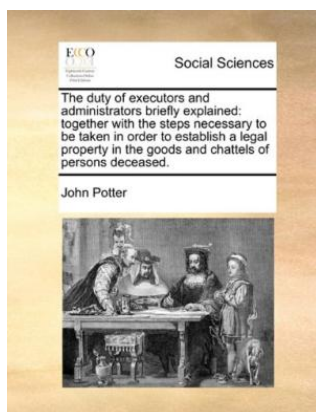 ECCO
Social Sciences
The duty of executors and
administrators briefly explained:
together with the steps necessary to
be taken in order to establish a legal
property in the goods and chattels of
persons deceased.
John Potter